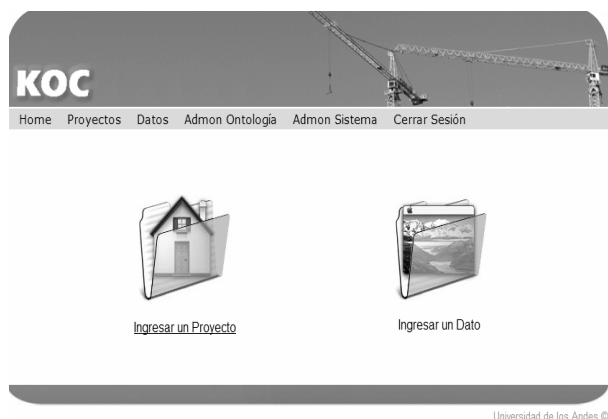 KOC
Home Proyectos Datos Admon Ontología Admon Sistema Cerrar Sesión
Ingresar un Proyecto Ingresar un Dato
Universidad de los Andes ©